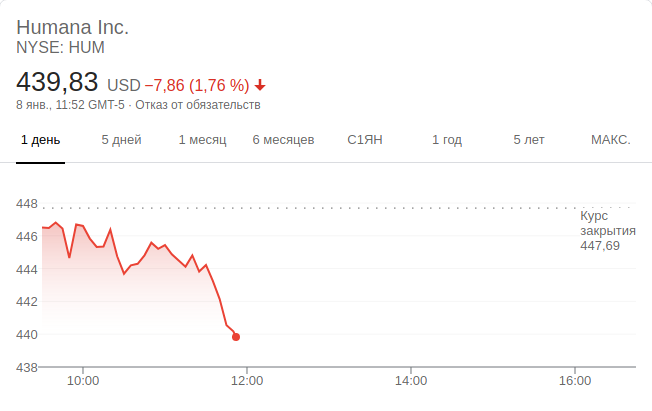 Humana Inc.
NYSE: HUM
439,83 USD −7,86 (1,76 %)
8 янв., 11:52 GMT-5 · Отказ от обязательств
1 день 5 дней 1 месяц 6 месяцев С1ЯН 1 год 5 лет МАКС.
448
Курс
закрытия
447,69
446
444
442
440
438
10:00 12:00 14:00 16:00